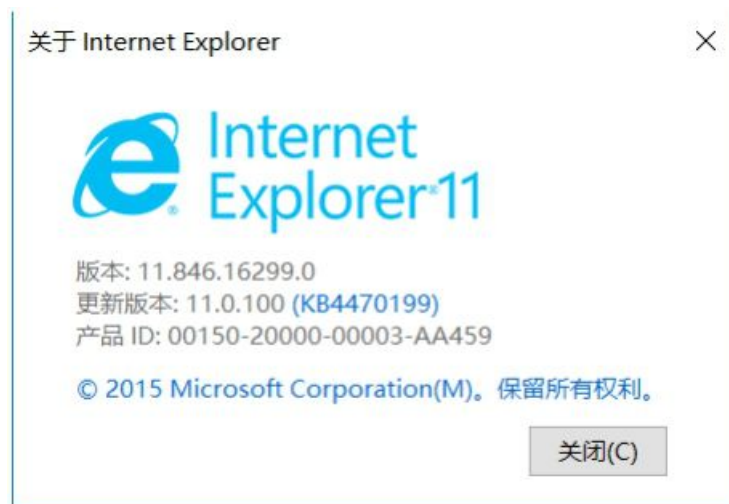 关于 Internet Explorer
Internet
Explorer®11
版本: 11.846.16299.0
更新版本: 11.0.100 (KB4470199)
产品 ID: 00150-20000-00003-AA459
© 2015 Microsoft Corporation(M)。保留所有权利。
关闭(C)